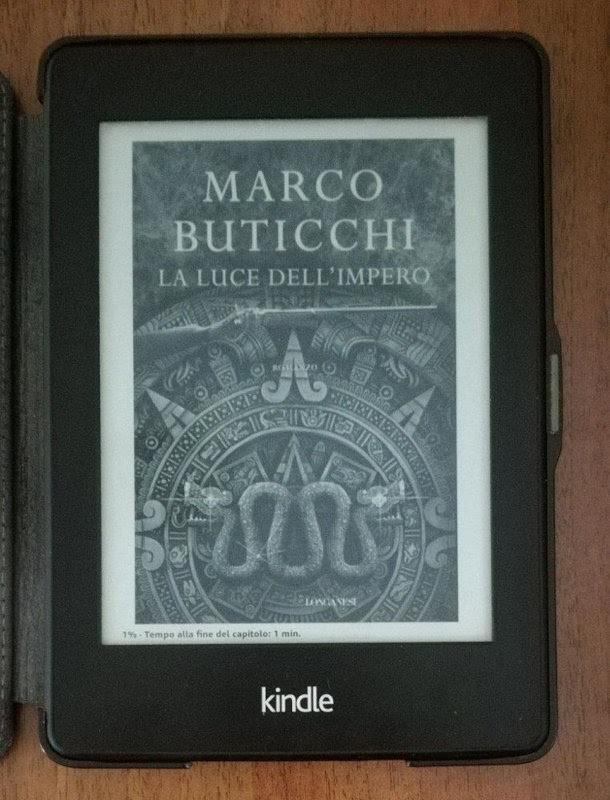 MARCO
BUTICCHI
LA LUCE DELL'IMPERO
ROMANZO
LONGANESI
1% - Tempo alla fine del capitolo: 1 min.
kindle